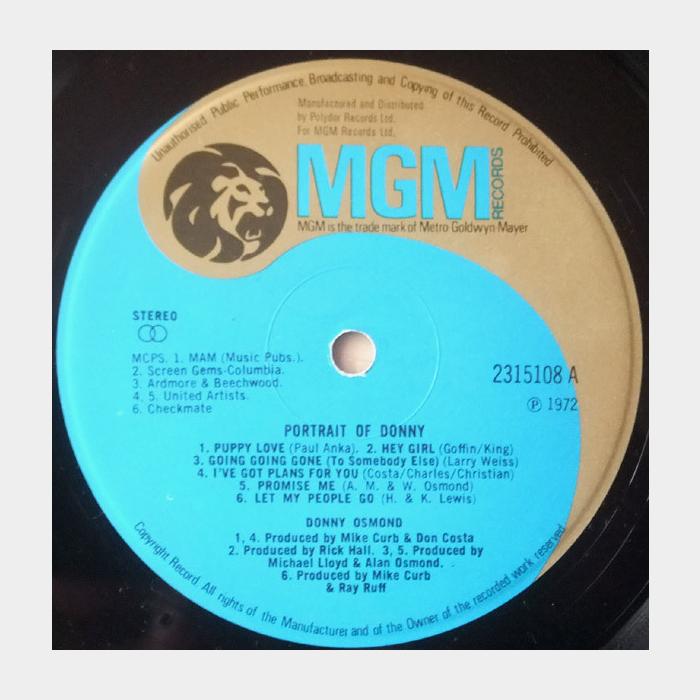 Unauthorised Public Performance, Broadcasting and Copying of this Record Prohibited
Manufactured and Distributed
by Polydor Records Ltd.
For MGM Records Ltd.
MGM RECORDS
MGM is the trade mark of Metro-Goldwyn-Mayer
STEREO
MCPS. 1. MAM (Music Pubs.).
2. Screen Gems-Columbia.
3. Ardmore & Beechwood.
4. 5. United Artists.
6. Checkmate
2315108 A
℗ 1972
PORTRAIT OF DONNY
1. PUPPY LOVE (Paul Anka). 2. HEY GIRL (Goffin/King)
3. GOING GOING GONE (To Somebody Else) (Larry Weiss)
4. I'VE GOT PLANS FOR YOU (Costa/Charles/Christian)
5. PROMISE ME (A. M. & W. Osmond)
6. LET MY PEOPLE GO (H. & K. Lewis)
DONNY OSMOND
1, 4. Produced by Mike Curb & Don Costa
2. Produced by Rick Hall. 3, 5. Produced by
Michael Lloyd & Alan Osmond.
6. Produced by Mike Curb
& Ray Ruff
Copyright Record. All rights of the Manufacturer and of the Owner of the recorded work reserved